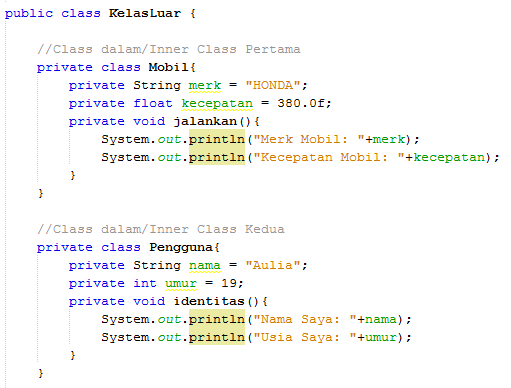 public class KelasLuar {
//Class dalam/Inner Class Pertama
private class Mobil{
private String merk = "HONDA";
private float kecepatan = 380.0f;
private void jalankan(){
System.out.println("Merk Mobil: "+merk);
System.out.println("Kecepatan Mobil: "+kecepatan);
}
}
//Class dalam/Inner Class Kedua
private class Pengguna{
private String nama = "Aulia";
private int umur = 19;
private void identitas(){
System.out.println("Nama Saya: "+nama);
System.out.println("Usia Saya: "+umur);
}
}